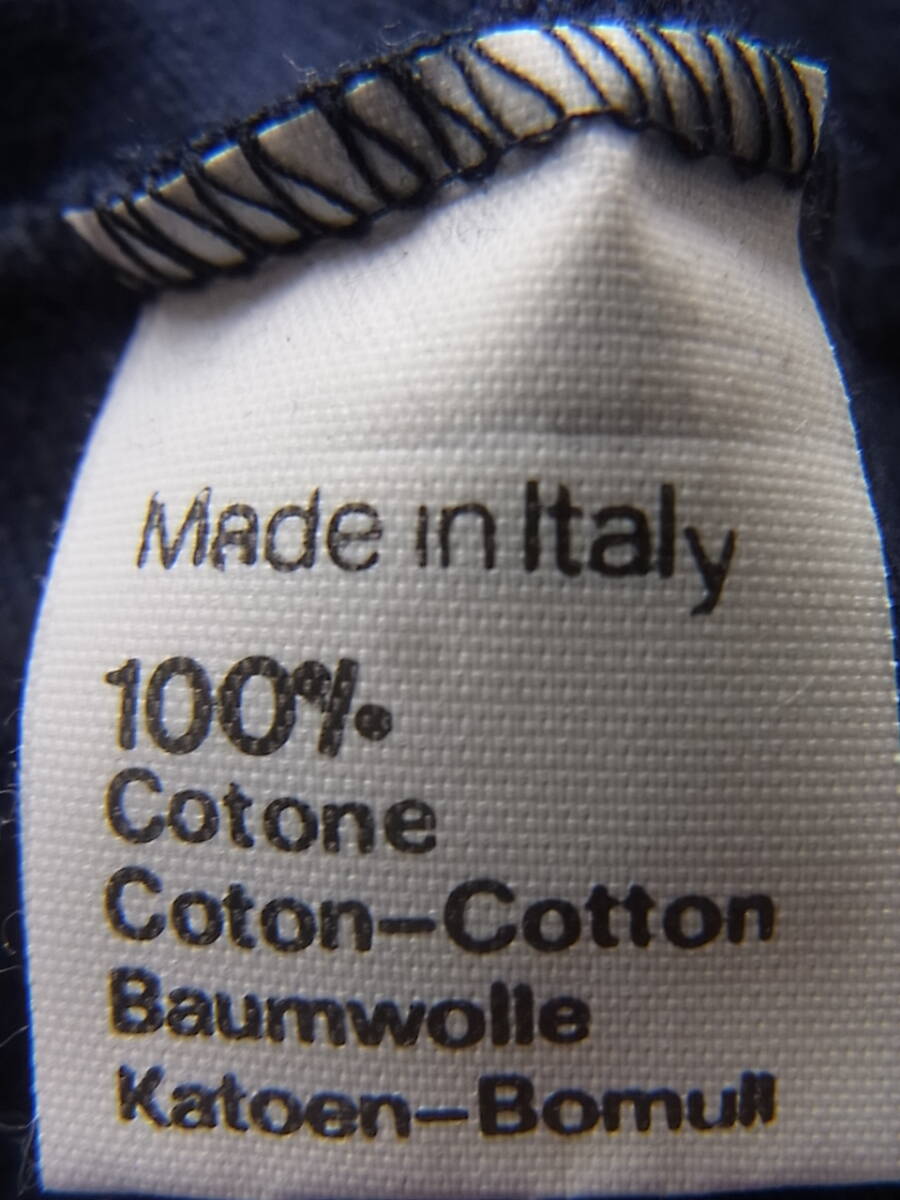 Made in Italy
100%
Cotone
Coton-Cotton
Baumwolle
Katoen-Bomull